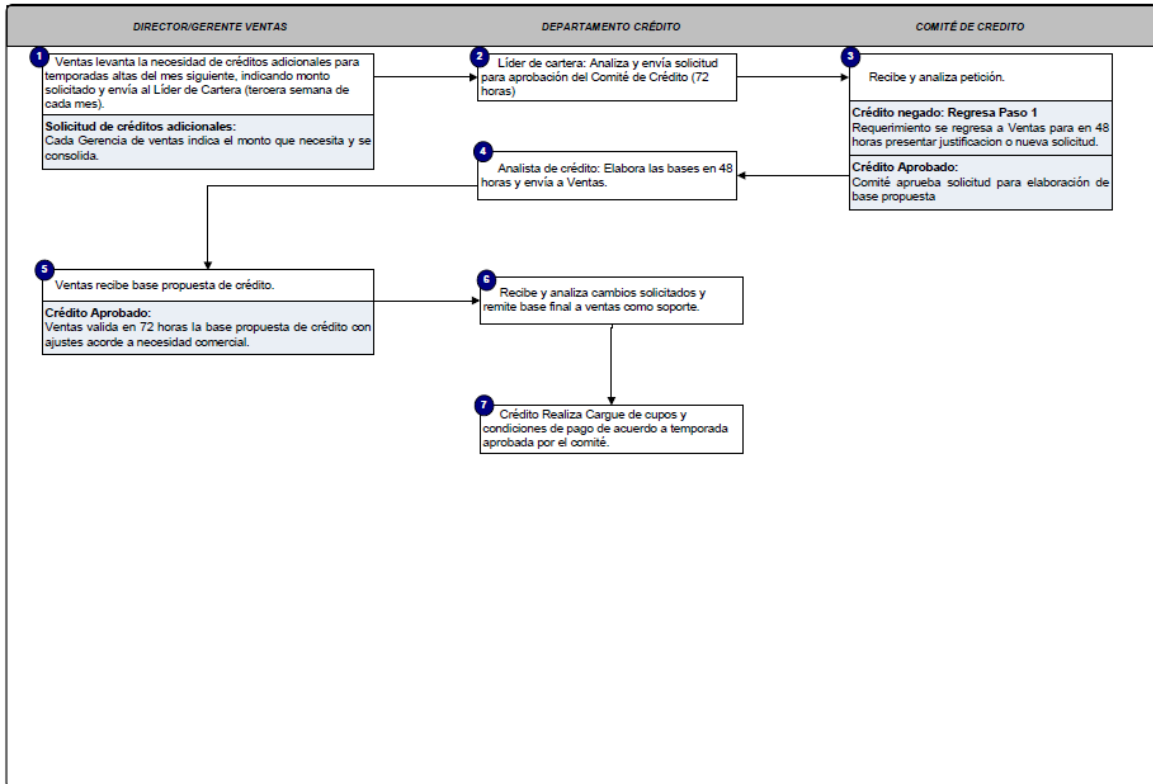 DIRECTOR/GERENTE VENTAS
DEPARTAMENTO CRÉDITO
COMITÉ DE CREDITO
1
Ventas levanta la necesidad de créditos adicionales para
temporadas altas del mes siguiente, indicando monto
solicitado y envía al Líder de Cartera (tercera semana de
cada mes).
Solicitud de créditos adicionales:
Cada Gerencia de ventas indica el monto que necesita y se
consolida.
2
Líder de cartera: Analiza y envía solicitud
para aprobación del Comité de Crédito (72
horas)
3
Recibe y analiza petición.
Crédito negado: Regresa Paso 1
Requerimiento se regresa a Ventas para en 48
horas presentar justificacion o nueva solicitud.
Crédito Aprobado:
Comité aprueba solicitud para elaboración de
base propuesta
4
Analista de crédito: Elabora las bases en 48
horas y envía a Ventas.
5
Ventas recibe base propuesta de crédito.
Crédito Aprobado:
Ventas valida en 72 horas la base propuesta de crédito con
ajustes acorde a necesidad comercial.
6
Recibe y analiza cambios solicitados y
remite base final a ventas como soporte.
7
Crédito Realiza Cargue de cupos y
condiciones de pago de acuerdo a temporada
aprobada por el comité.